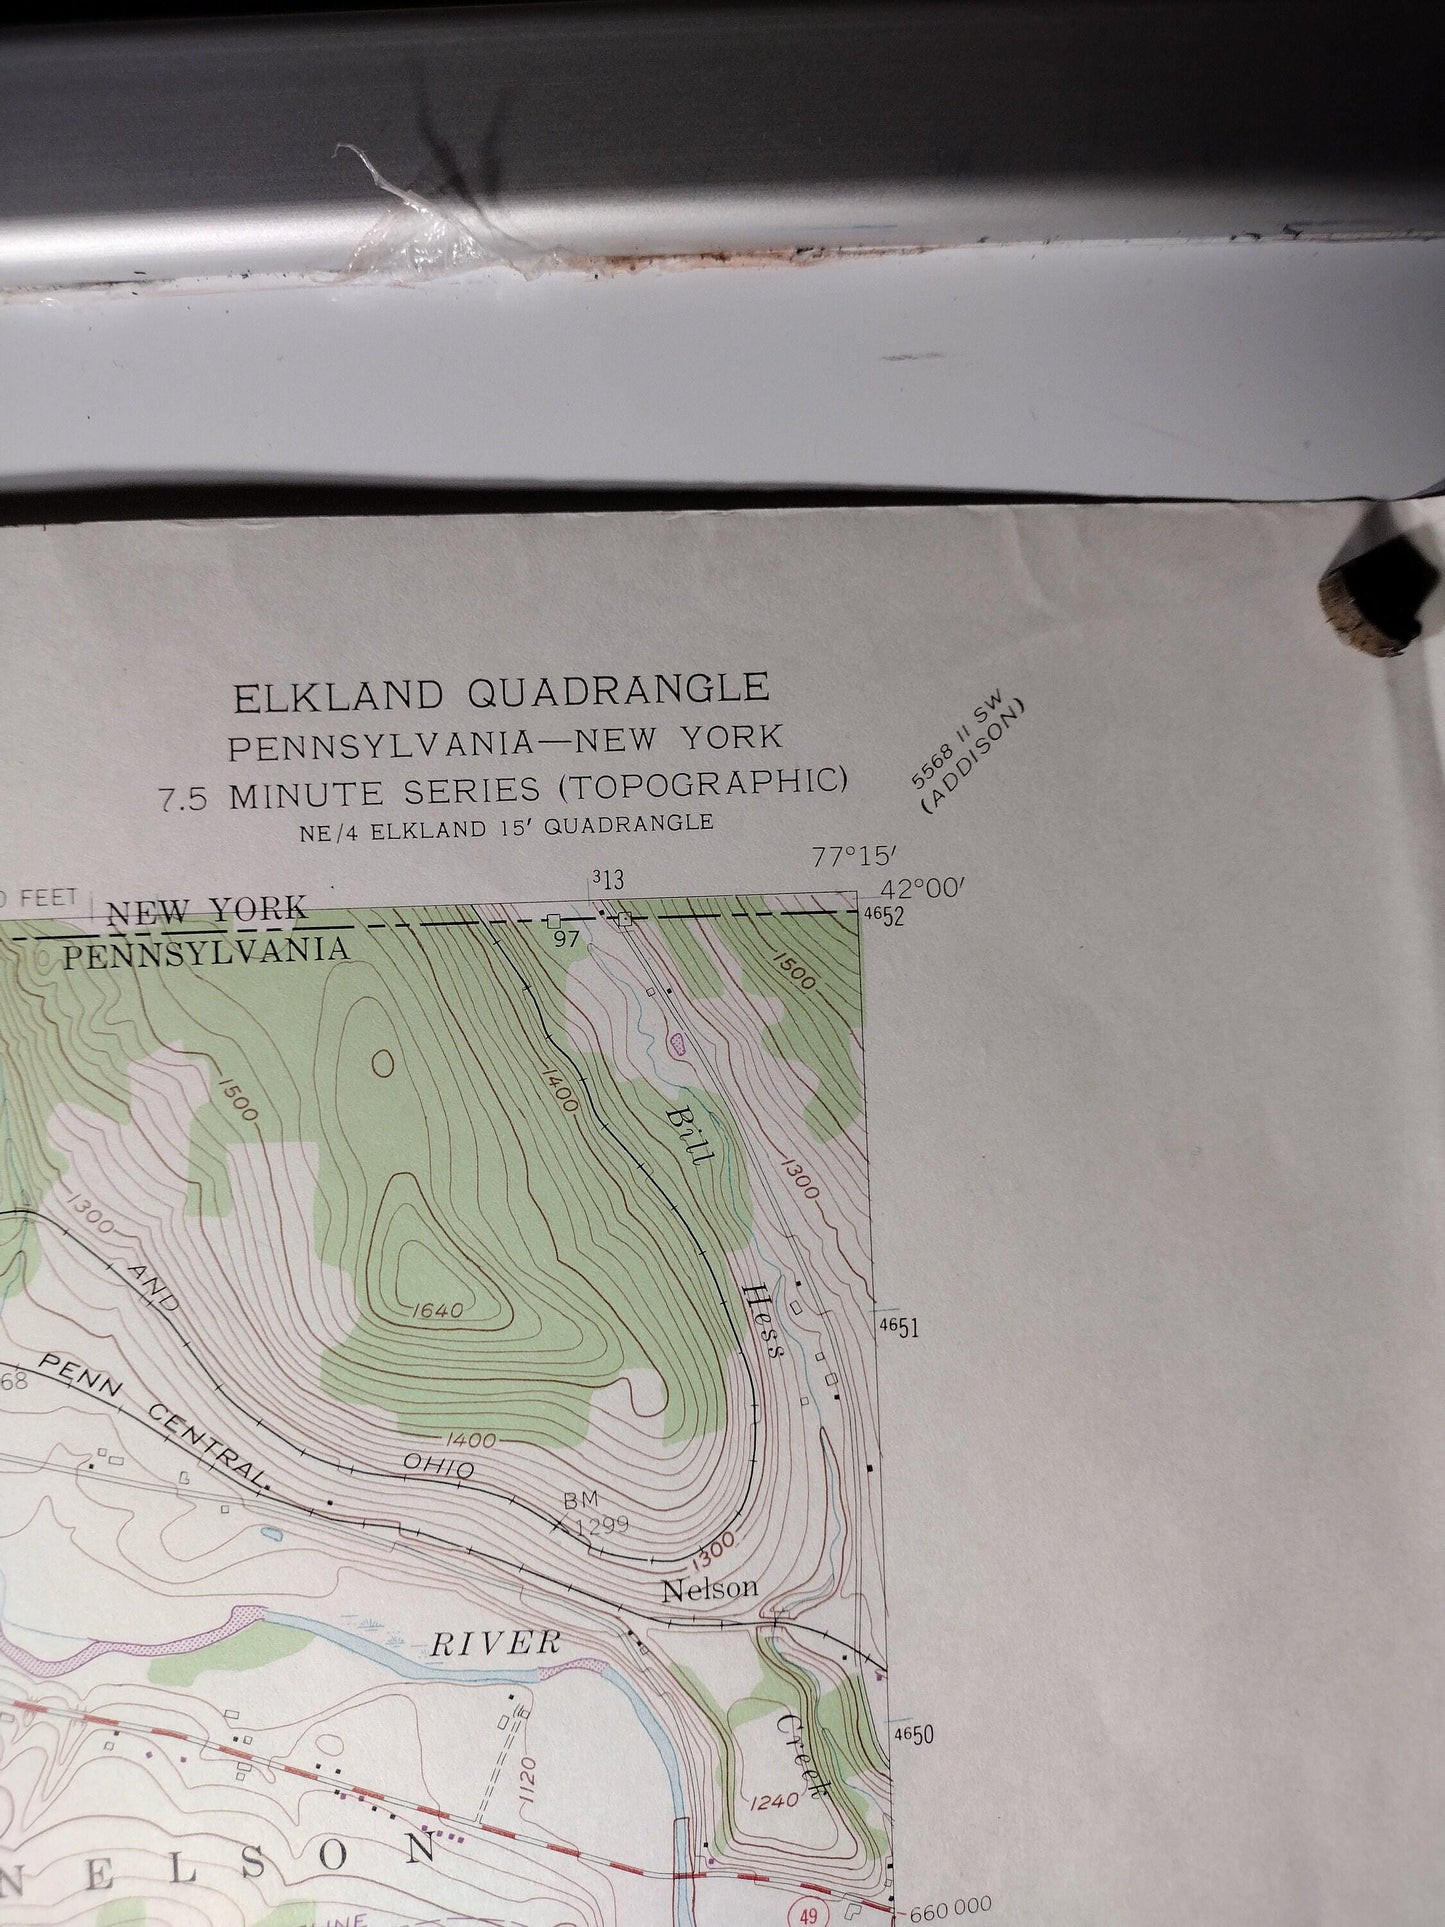 ELKLAND QUADRANGLE
PENNSYLVANIA—NEW YORK
7.5 MINUTE SERIES (TOPOGRAPHIC)
NE/4 ELKLAND 15′ QUADRANGLE
5568 II SW
(ADDISON)
77°15′
42°00′
FEET
³13
NEW YORK
PENNSYLVANIA
97
4652
1500
1400
1500
Bill
1300
1300
AND
1640
Hess
4651
PENN CENTRAL
68
1400
OHIO
BM
1299
1300
Nelson
RIVER
Creek
4650
1120
1240
NELSON
49
660 000